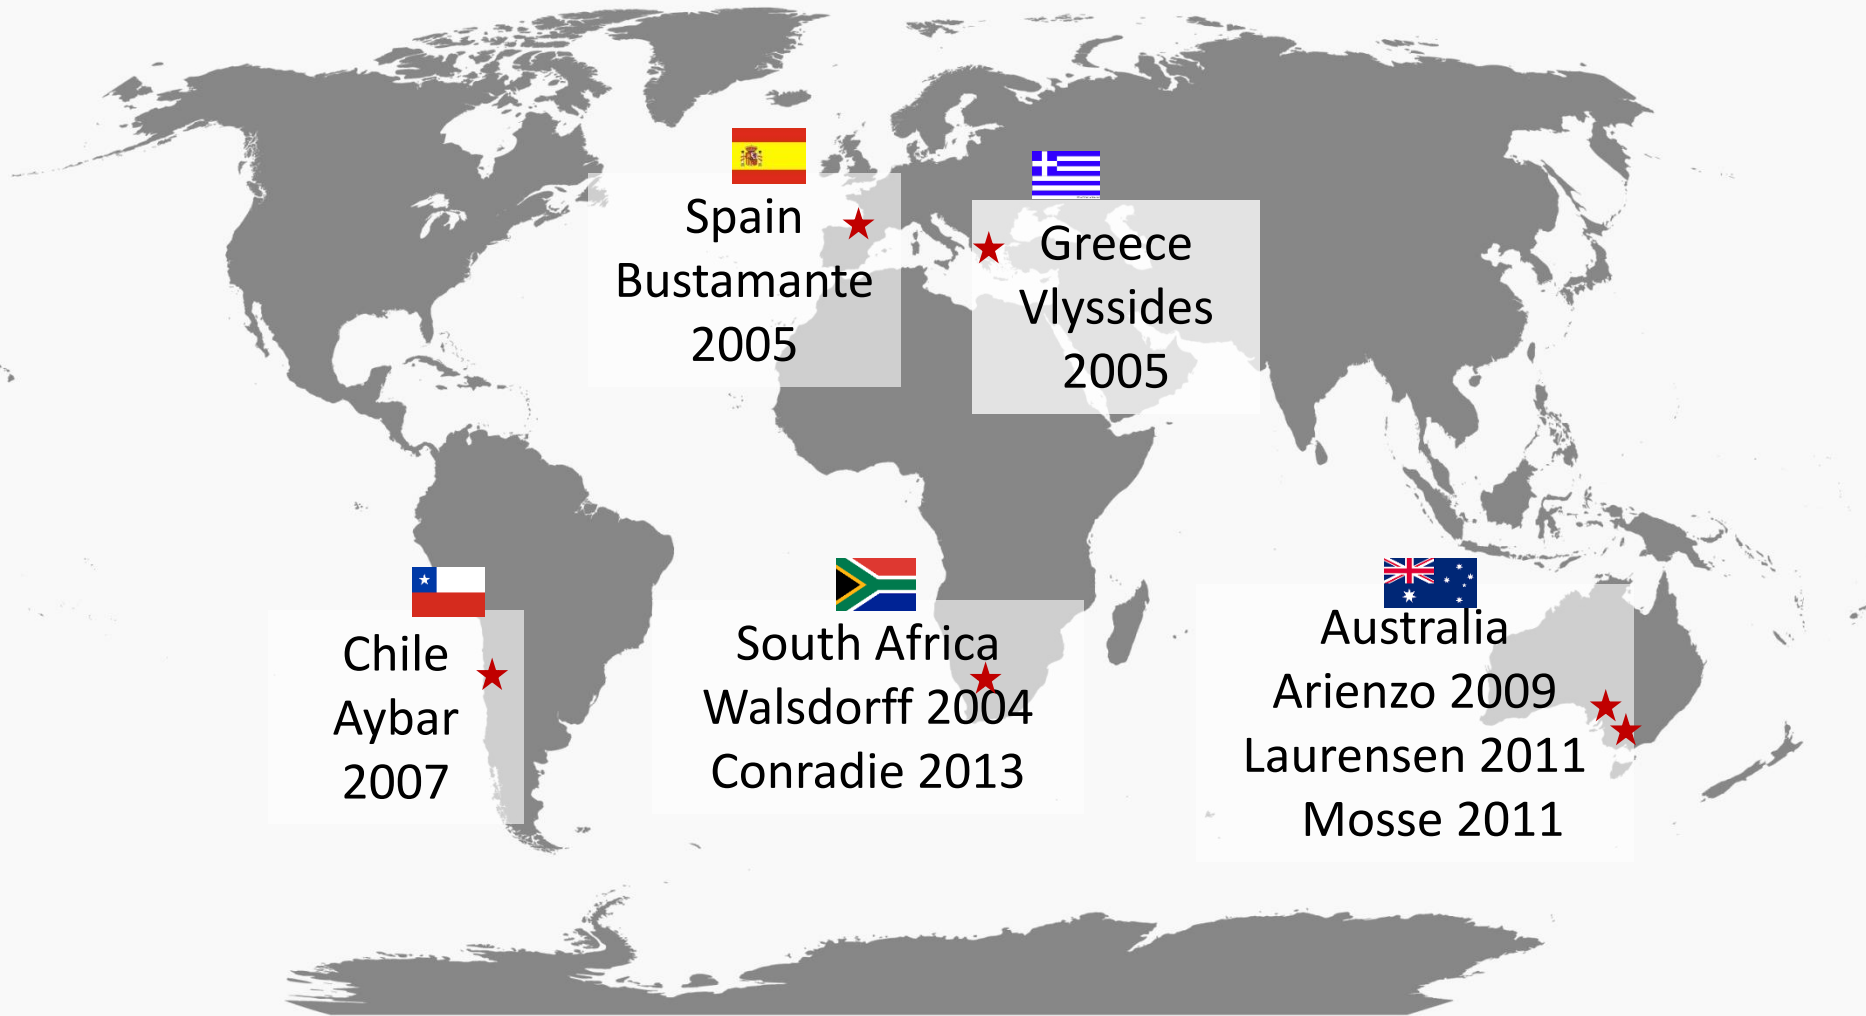 Spain
Bustamante
2005
Greece
Vlyssides
2005
Chile
Aybar
2007
South Africa
Walsdorff 2004
Conradie 2013
Australia
Arienzo 2009
Laurensen 2011
Mosse 2011